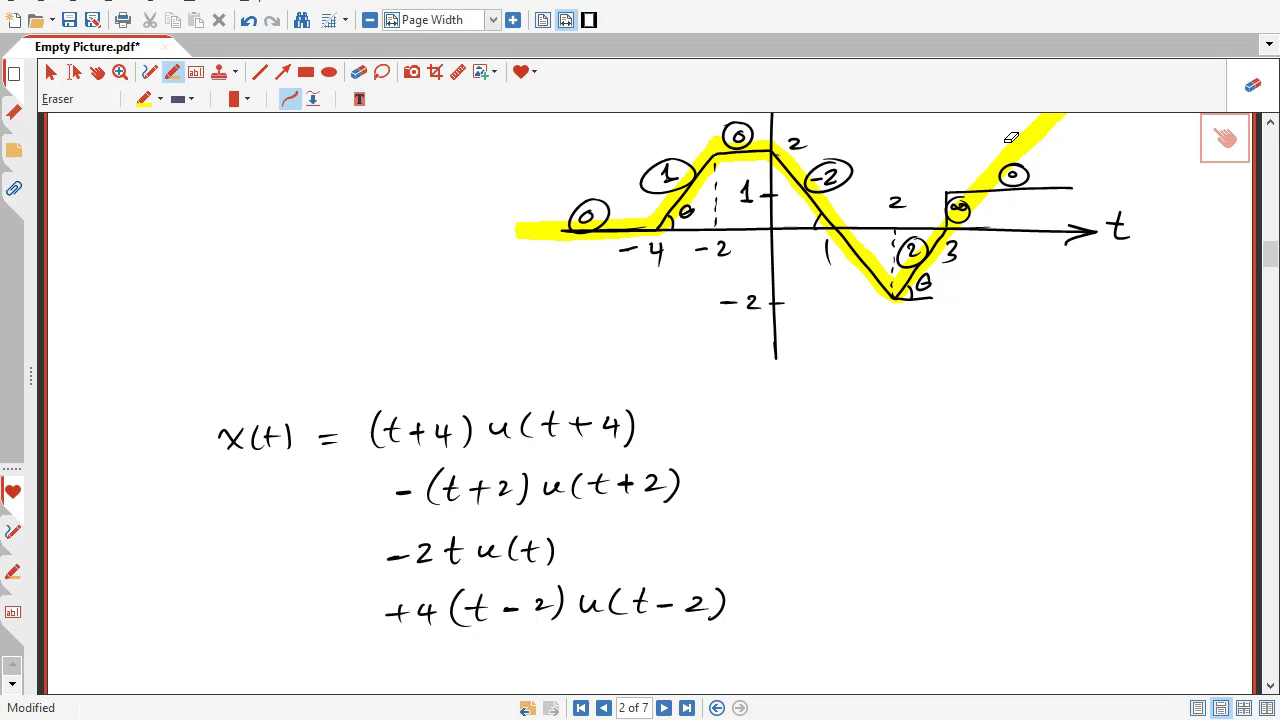 Page Width
Empty Picture.pdf*
Eraser
0 2
1 -2 0
1 2 ∞
0 θ t
-4 -2 1 2 3
θ
-2
x(t) = (t+4) u(t+4)
-(t+2) u(t+2)
-2 t u(t)
+4 (t-2) u(t-2)
Modified
2 of 7